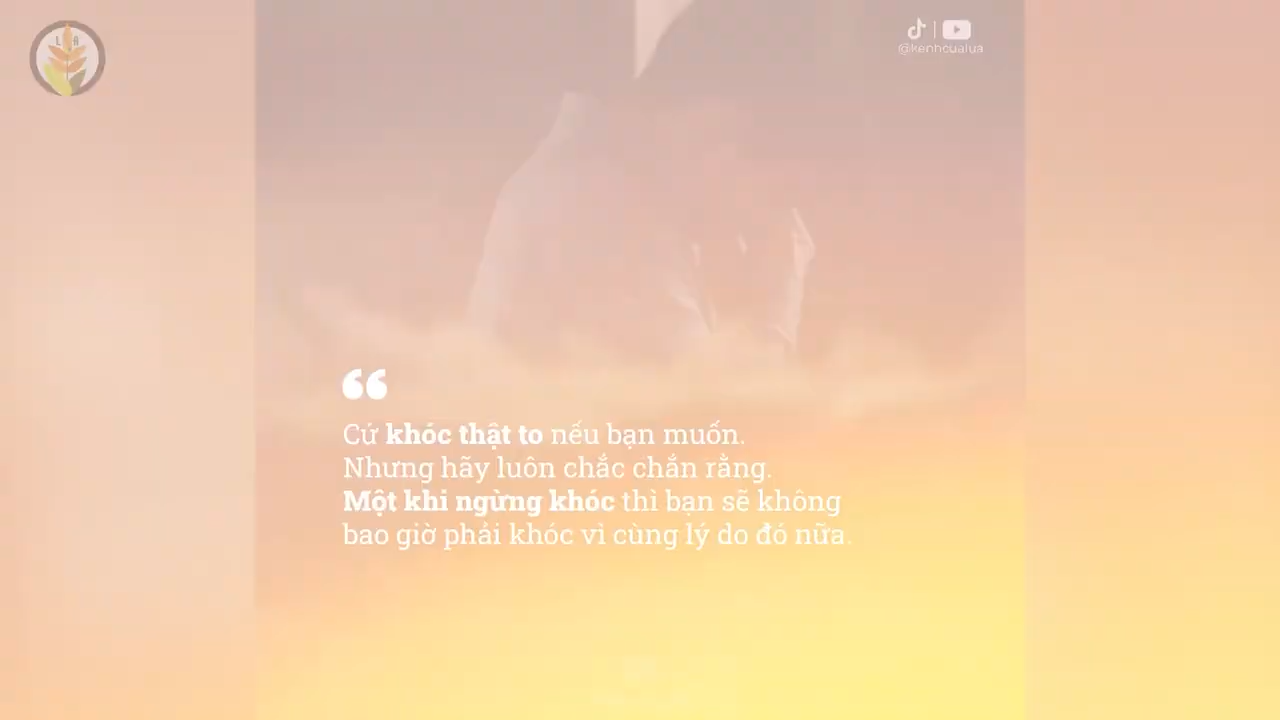 L A
@kenhcualua
“
Cứ khóc thật to nếu bạn muốn.
Nhưng hãy luôn chắc chắn rằng.
Một khi ngừng khóc thì bạn sẽ không
bao giờ phải khóc vì cùng lý do đó nữa.